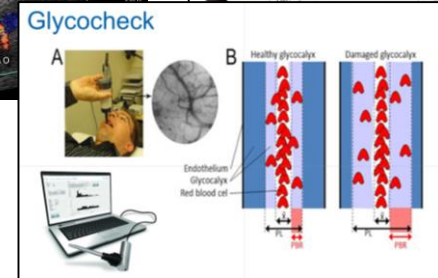 Glycocheck
A
B
Healthy glycocalyx
Damaged glycocalyx
Endothelium
Glycocalyx
Red blood cel
PL
PBR
PL
PBR